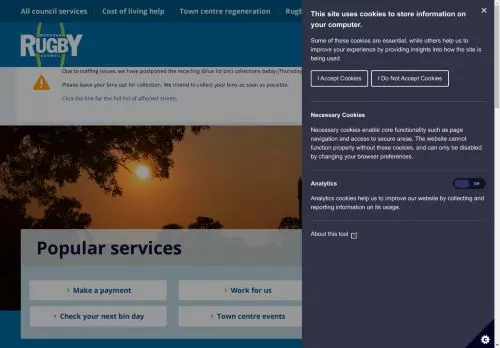 All council services
Cost of living help
Town centre regeneration
Rugb
BOROUGH
RUGBY
COUNCIL
Due to staffing issues, we have postponed the recycling (blue lid bin) collections today (Thursday
Please leave your bins out for collection. We intend to collect your bins as soon as possible.
Click the link for the full list of affected streets
Popular services
Make a payment
Work for us
Check your next bin day
Town centre events
This site uses cookies to store information on
your computer.
Some of these cookies are essential, while others help us to
improve your experience by providing insights into how the site is
being used.
I Accept Cookies
I Do Not Accept Cookies
Necessary Cookies
Necessary cookies enable core functionality such as page
navigation and access to secure areas. The website cannot
function properly without these cookies, and can only be disabled
by changing your browser preferences.
Analytics
Off
Analytics cookies help us to improve our website by collecting and
reporting information on its usage.
About this tool